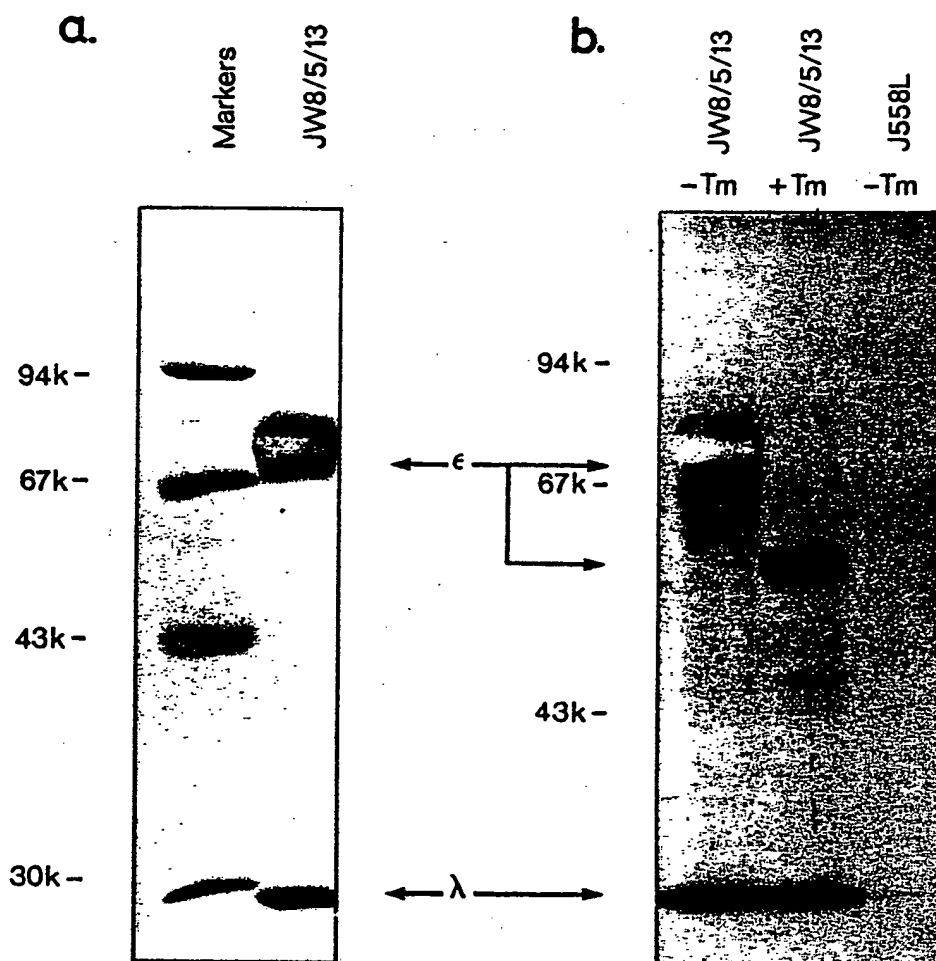 a.
Markers
JW8/5/13
94k-
67k-
43k-
30k-
ϵ
λ
b.
JW8/5/13
JW8/5/13
J558L
-Tm
+Tm
-Tm
94k-
67k-
43k-